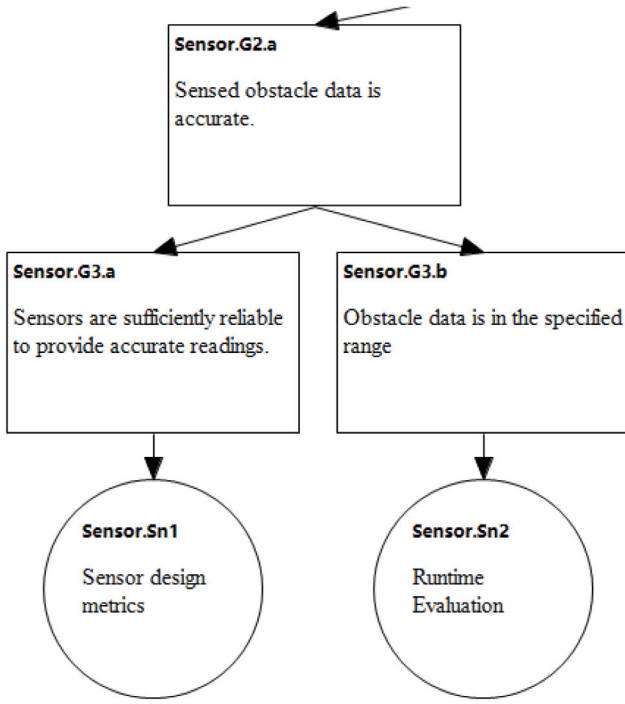 Sensor.G2.a
Sensed obstacle data is
accurate.
Sensor.G3.a
Sensors are sufficiently reliable
to provide accurate readings.
Sensor.G3.b
Obstacle data is in the specified
range
Sensor.Sn1
Sensor design
metrics
Sensor.Sn2
Runtime
Evaluation